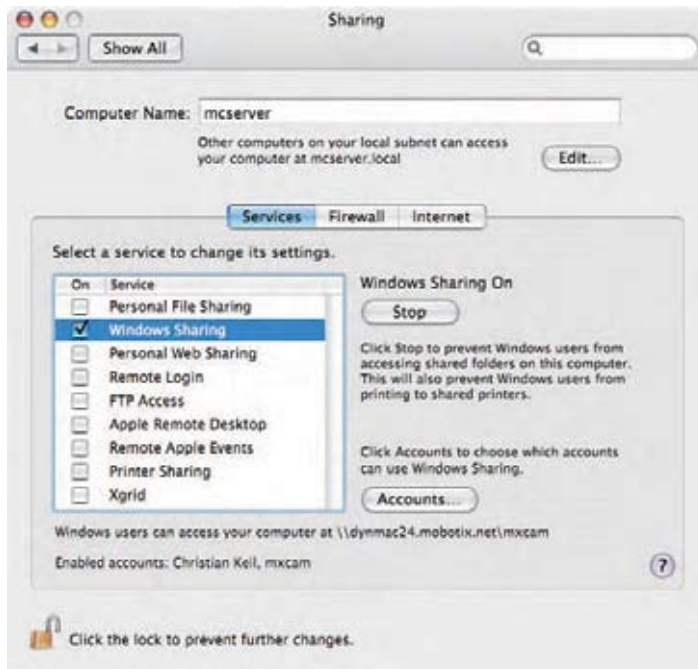 Sharing
Show All
Computer Name: mcserver
Other computers on your local subnet can access
your computer at mcserver.local
Edit...
Services Firewall Internet
Select a service to change its settings.
On Service
Personal File Sharing
Windows Sharing
Personal Web Sharing
Remote Login
FTP Access
Apple Remote Desktop
Remote Apple Events
Printer Sharing
Xgrid
Windows Sharing On
Stop
Click Stop to prevent Windows users from
accessing shared folders on this computer.
This will also prevent Windows users from
printing to shared printers.
Click Accounts to choose which accounts
can use Windows Sharing.
Accounts...
Windows users can access your computer at \\dynmac24.mobotix.net\mxcam
Enabled accounts: Christian Kell, mxcam
?
Click the lock to prevent further changes.